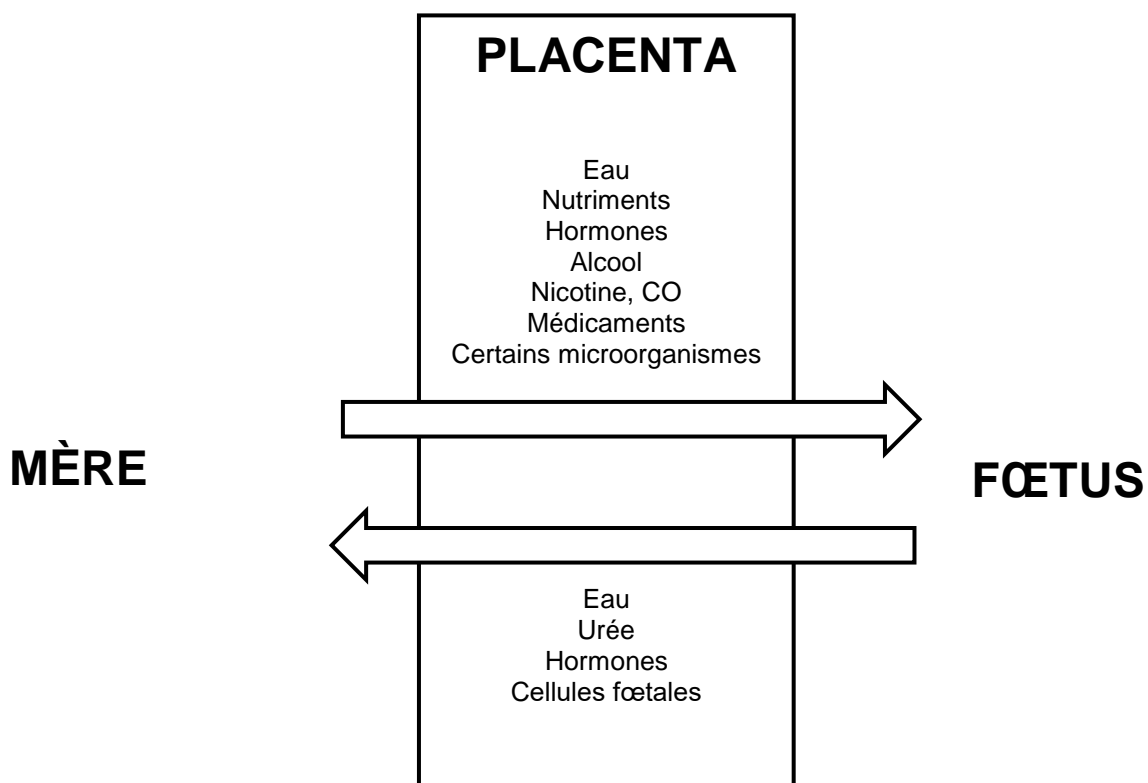 PLACENTA
Eau
Nutriments
Hormones
Alcool
Nicotine, CO
Médicaments
Certains microorganismes
MÈRE
FŒTUS
Eau
Urée
Hormones
Cellules fœtales